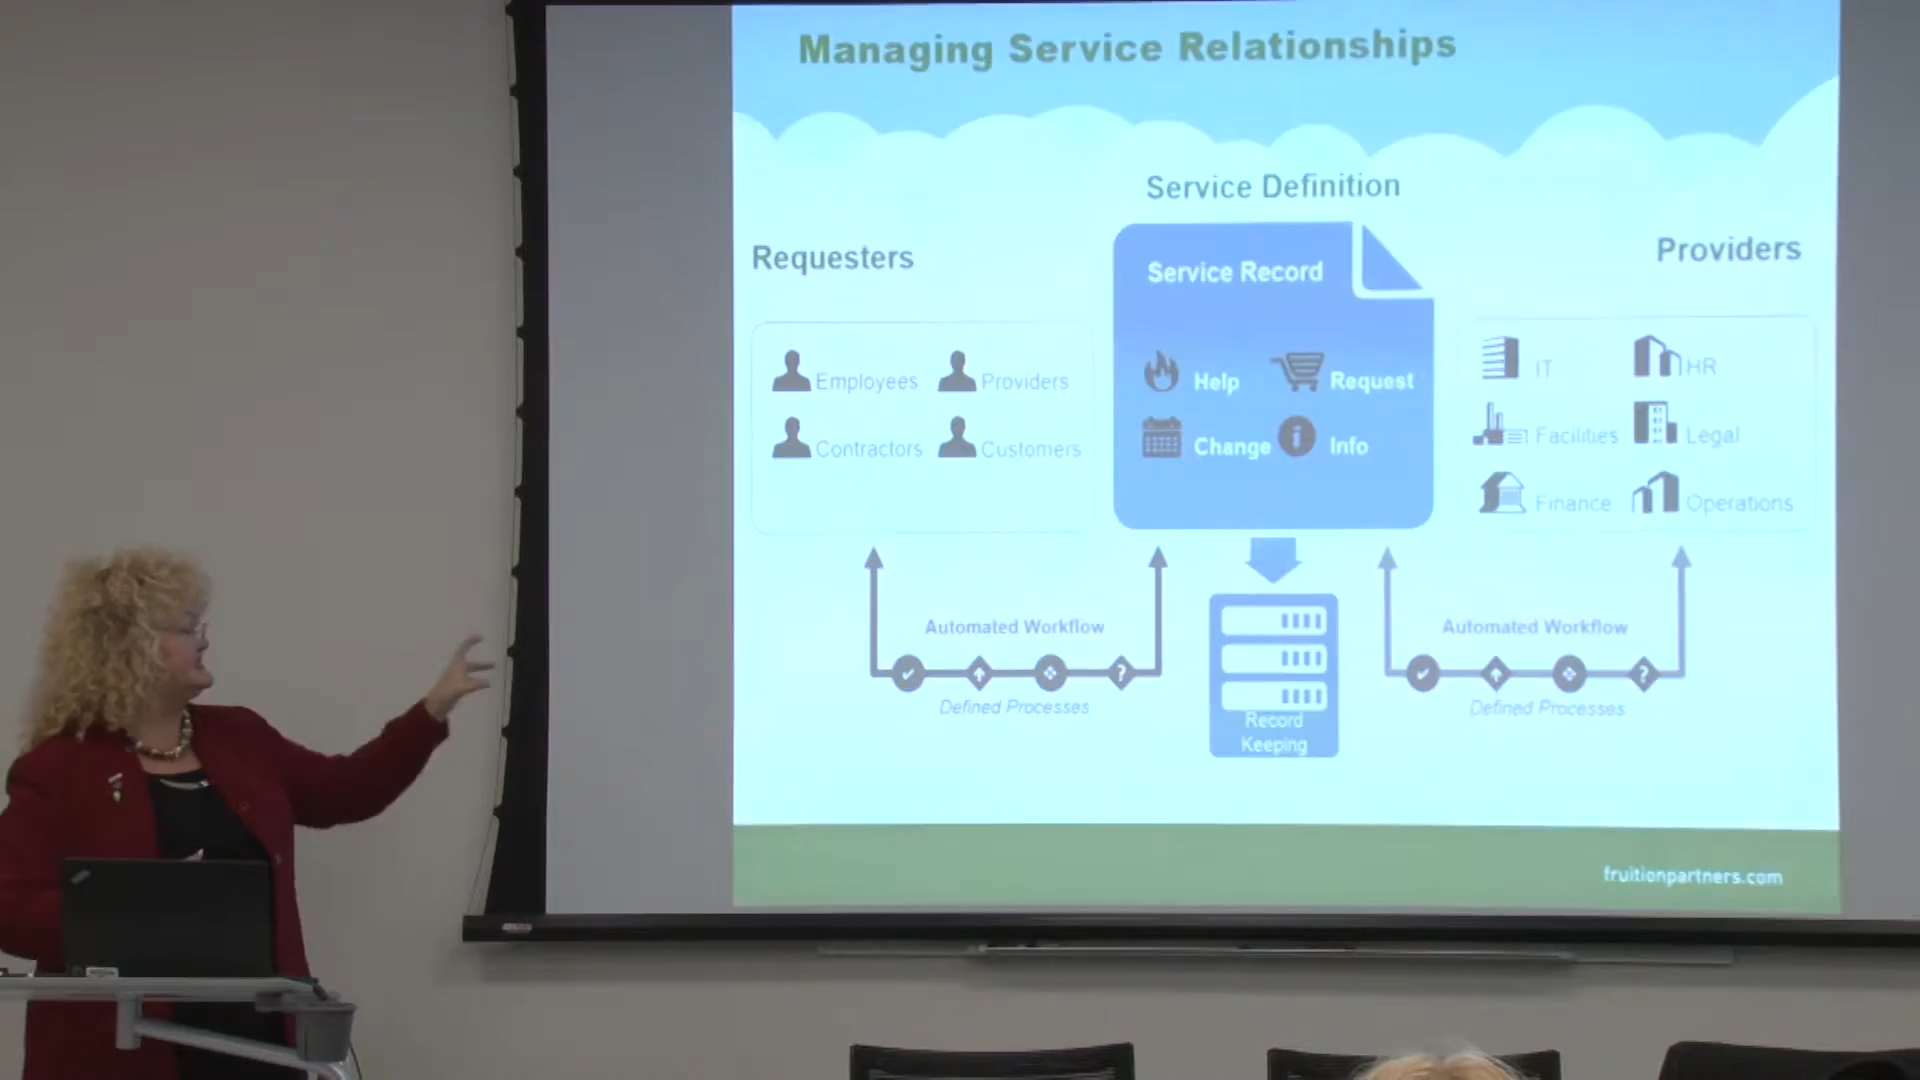 Managing Service Relationships
Service Definition
Requesters
Providers
Service Record
Employees
Providers
Contractors
Customers
Help
Request
Change
Info
IT
HR
Facilities
Legal
Finance
Operations
Automated Workflow
Defined Processes
Record
Keeping
Automated Workflow
Defined Processes
fruitionpartners.com